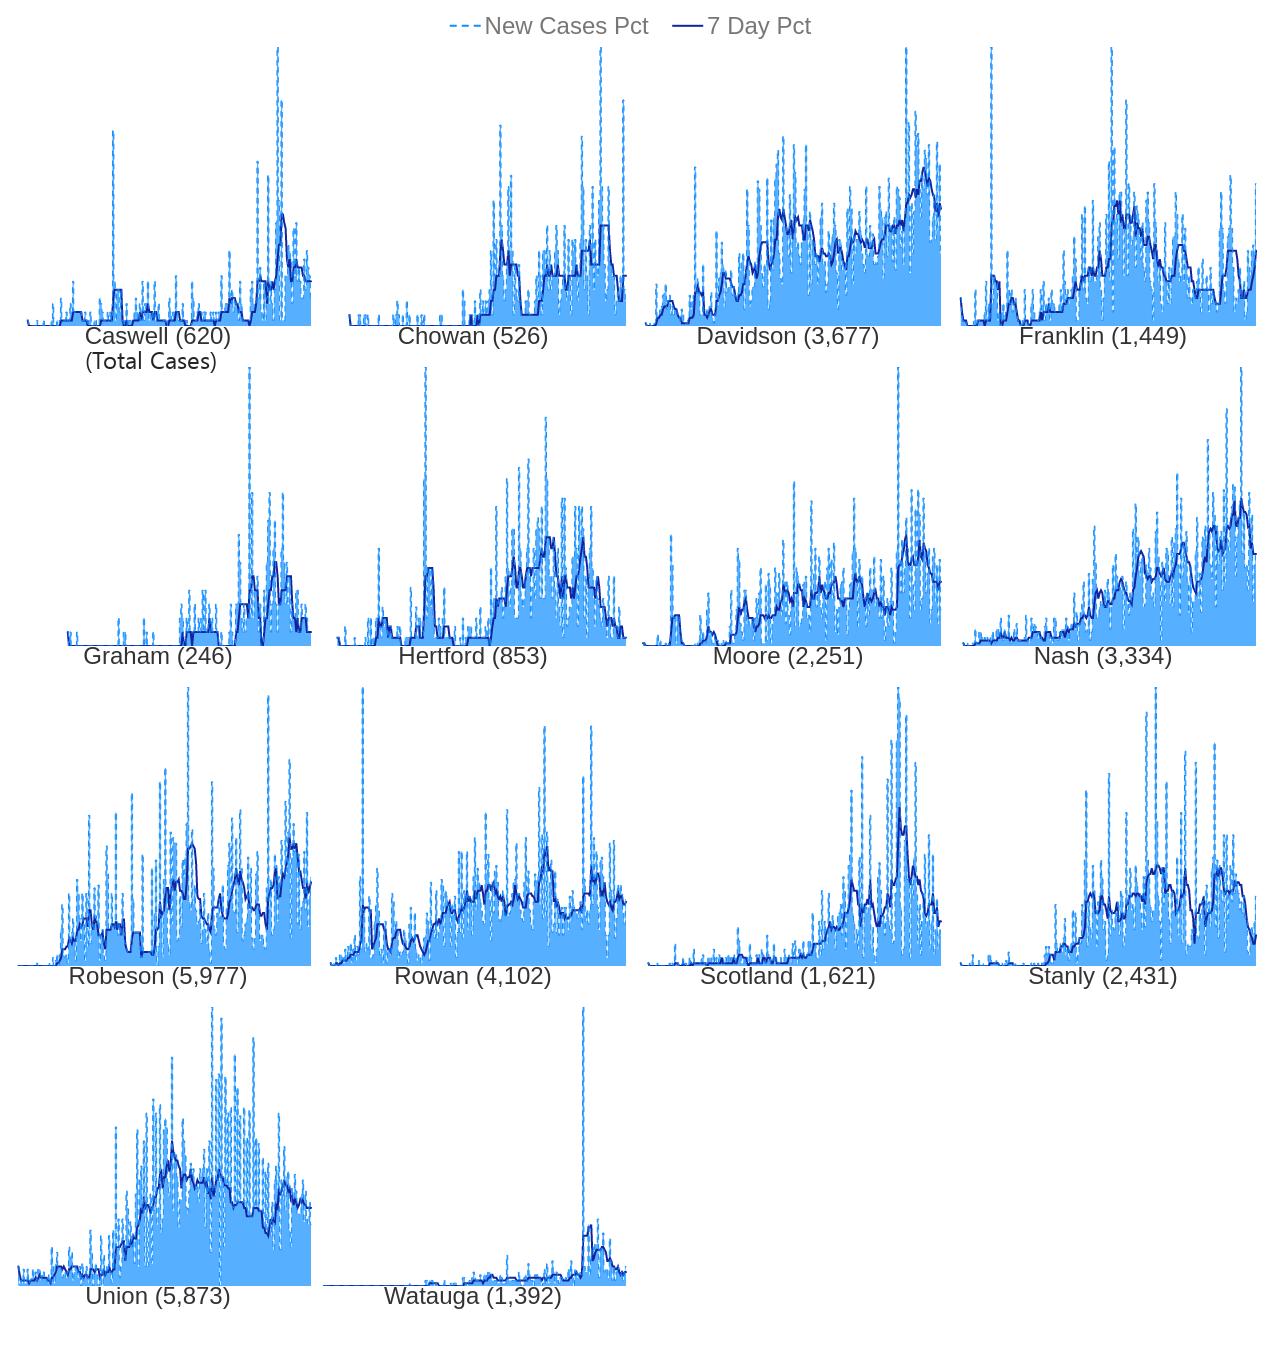 New Cases Pct 7 Day Pct
Caswell (620) Chowan (526) Davidson (3,677) Franklin (1,449)
(Total Cases)
Graham (246) Hertford (853) Moore (2,251) Nash (3,334)
Robeson (5,977) Rowan (4,102) Scotland (1,621) Stanly (2,431)
Union (5,873) Watauga (1,392)